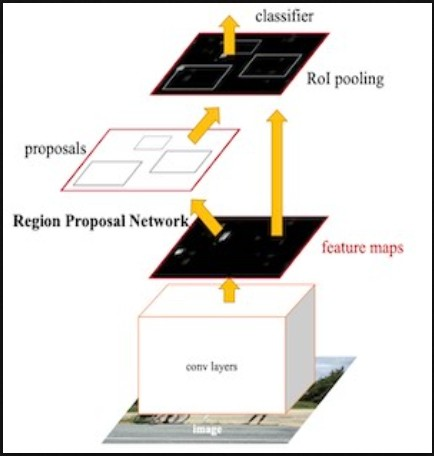 classifier
RoI pooling
proposals
Region Proposal Network
feature maps
conv layers
image